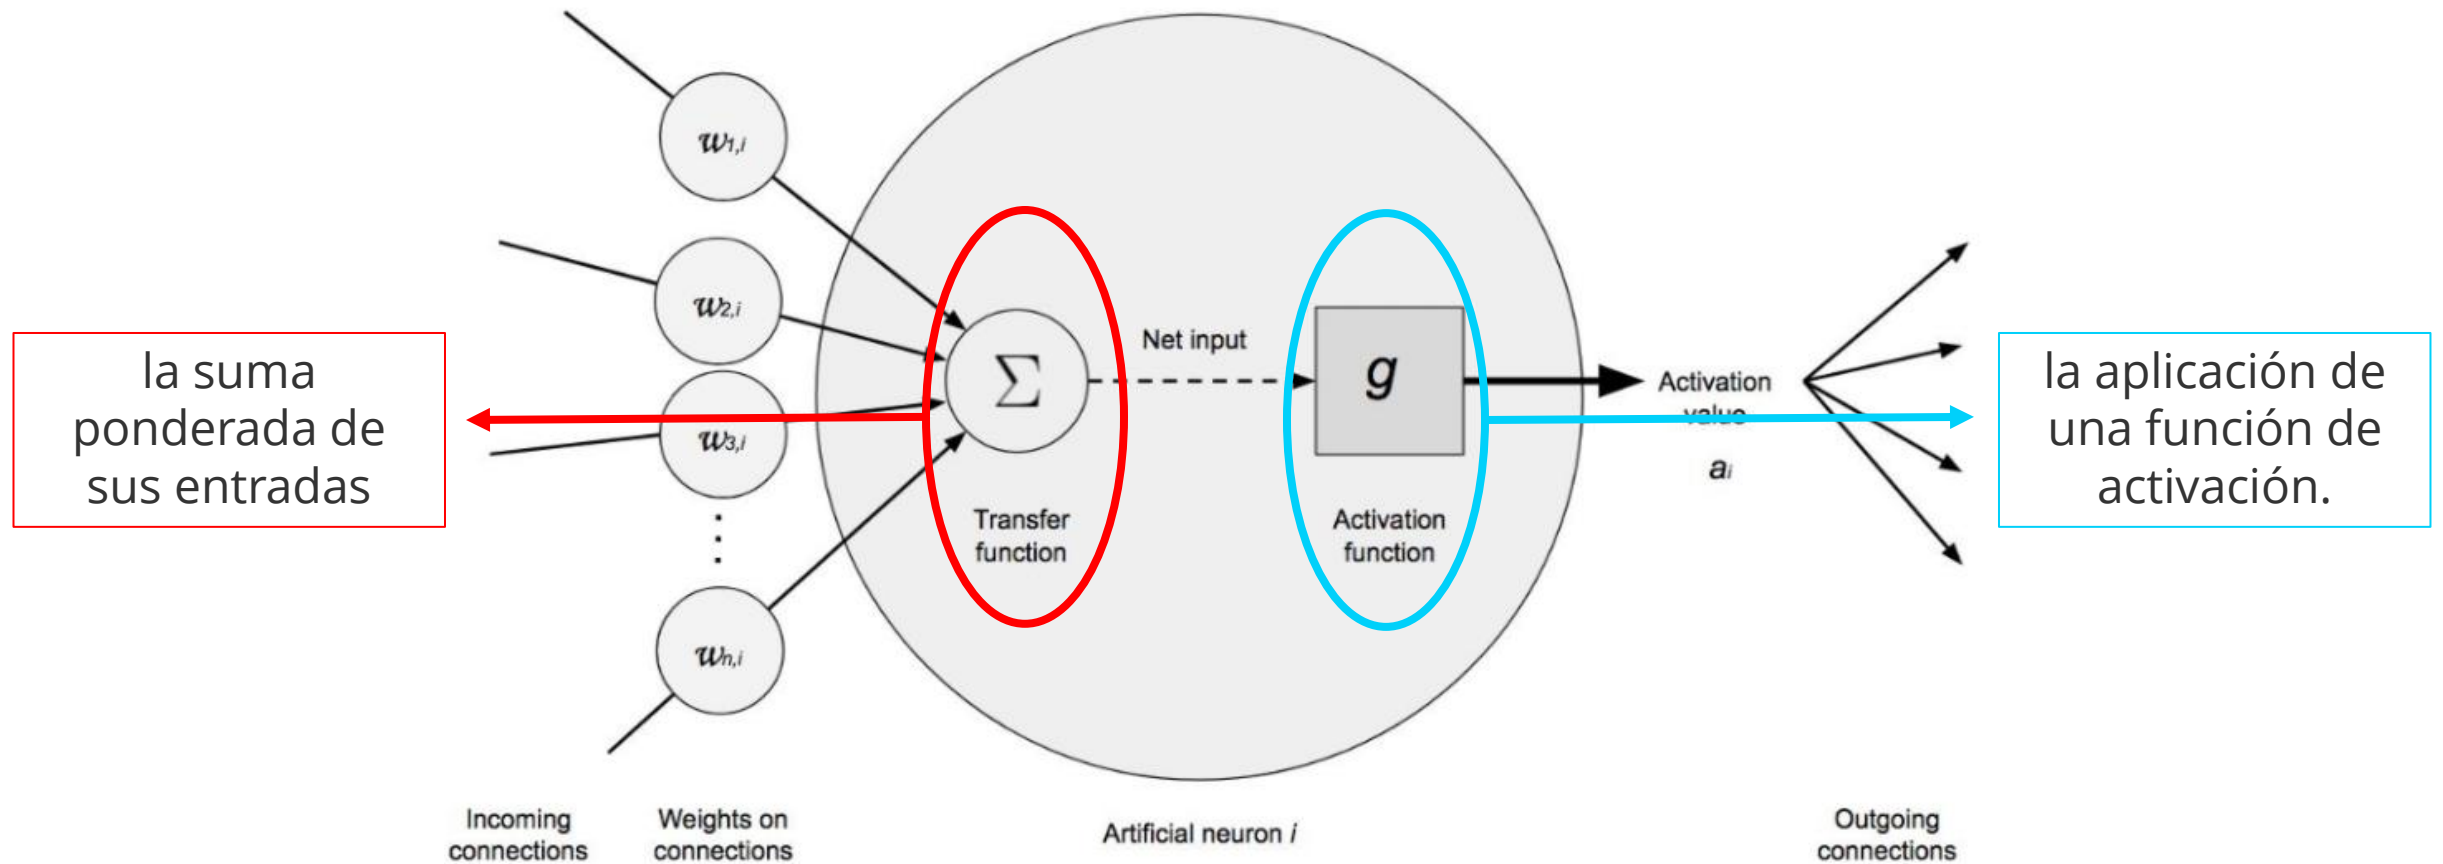 w1,i
w2,i
w3,i
wn,i
la suma
ponderada de
sus entradas
Σ
Transfer
function
Net input
g
Activation
function
Activation
value
ai
la aplicación de
una función de
activación.
Incoming
connections
Weights on
connections
Artificial neuron i
Outgoing
connections